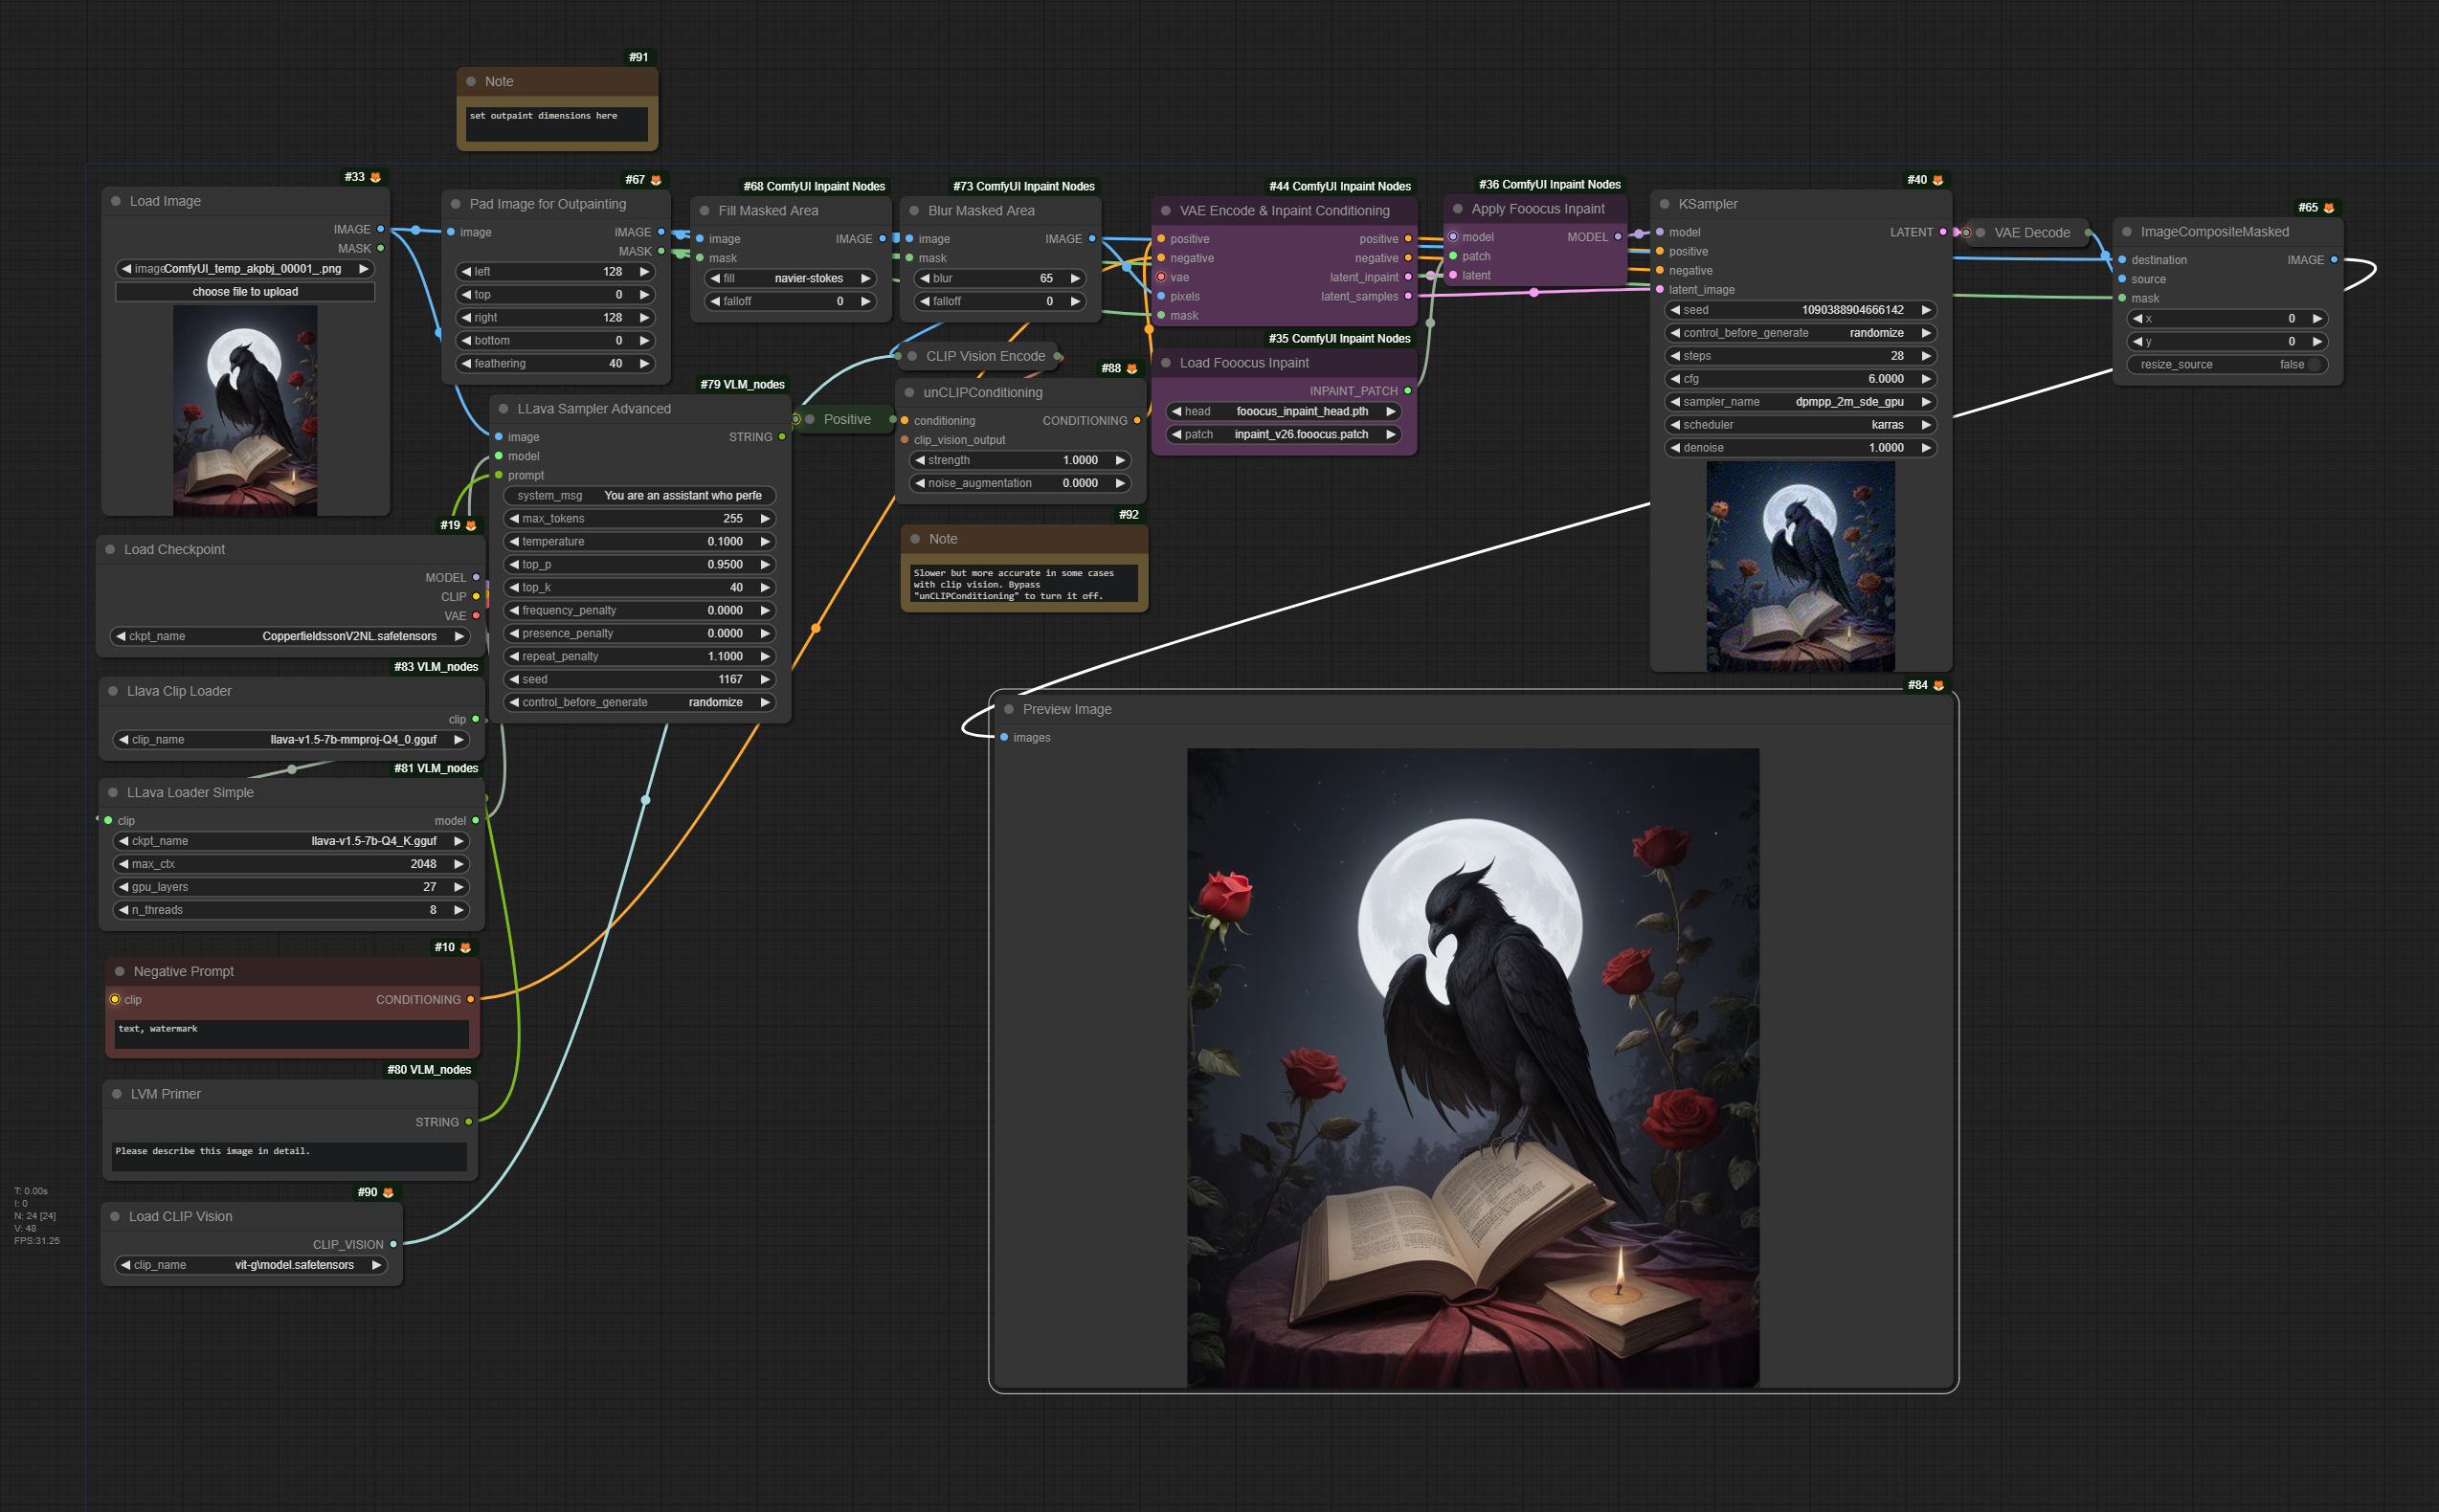 #91
Note
set outpaint dimensions here
#33
Load Image
IMAGE
MASK
image ComfyUI_temp_akpbj_00001_.png
choose file to upload
#67
Pad Image for Outpainting
image IMAGE
MASK
left 128
top 0
right 128
bottom 0
feathering 40
#68 ComfyUI Inpaint Nodes
Fill Masked Area
image IMAGE
mask
fill navier-stokes
falloff 0
#73 ComfyUI Inpaint Nodes
Blur Masked Area
image IMAGE
mask
blur 65
falloff 0
#44 ComfyUI Inpaint Nodes
VAE Encode & Inpaint Conditioning
positive positive
negative negative
vae latent_inpaint
pixels latent_samples
mask
#36 ComfyUI Inpaint Nodes
Apply Fooocus Inpaint
model MODEL
patch
latent
#40
KSampler
model LATENT
positive
negative
latent_image
seed 1090388904666142
control_before_generate randomize
steps 28
cfg 6.0000
sampler_name dpmpp_2m_sde_gpu
scheduler karras
denoise 1.0000
VAE Decode
#65
ImageCompositeMasked
destination IMAGE
source
mask
x 0
y 0
resize_source false
#35 ComfyUI Inpaint Nodes
Load Fooocus Inpaint
INPAINT_PATCH
head fooocus_inpaint_head.pth
patch inpaint_v26.fooocus.patch
CLIP Vision Encode
#88
unCLIPConditioning
conditioning CONDITIONING
clip_vision_output
strength 1.0000
noise_augmentation 0.0000
#92
Note
Slower but more accurate in some cases
with clip vision. Bypass
"unCLIPConditioning" to turn it off.
#79 VLM_nodes
LLava Sampler Advanced
image STRING
model
prompt
system_msg You are an assistant who perfe
max_tokens 255
temperature 0.1000
top_p 0.9500
top_k 40
frequency_penalty 0.0000
presence_penalty 0.0000
repeat_penalty 1.1000
seed 1167
control_before_generate randomize
Positive
#19
Load Checkpoint
MODEL
CLIP
VAE
ckpt_name CopperfieldssonV2NL.safetensors
#83 VLM_nodes
Llava Clip Loader
clip
clip_name llava-v1.5-7b-mmproj-Q4_0.gguf
#81 VLM_nodes
LLava Loader Simple
clip model
ckpt_name llava-v1.5-7b-Q4_K.gguf
max_ctx 2048
gpu_layers 27
n_threads 8
#10
Negative Prompt
clip CONDITIONING
text, watermark
#80 VLM_nodes
LVM Primer
STRING
Please describe this image in detail.
#90
Load CLIP Vision
CLIP_VISION
clip_name vit-g\model.safetensors
#84
Preview Image
images
T: 0.00s
I: 0
N: 24 [24]
V: 48
FPS:31.25